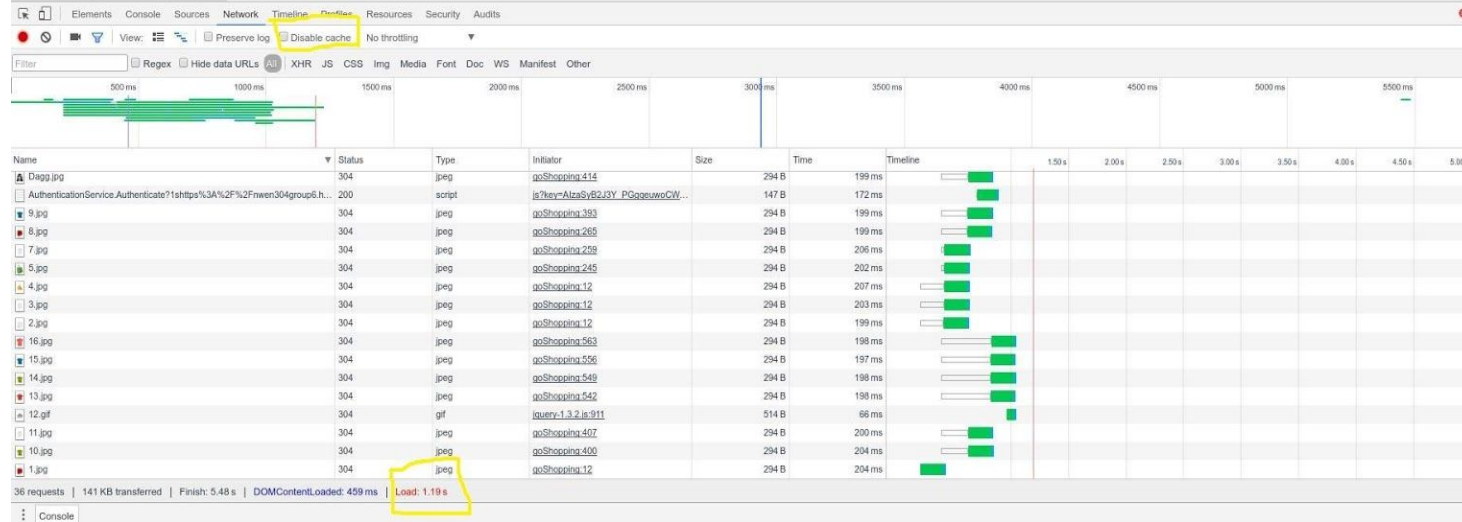 Elements Console Sources Network Timeline Profiles Resources Security Audits
View: Preserve log Disable cache No throttling
Filter Regex Hide data URLs All XHR JS CSS Img Media Font Doc WS Manifest Other
500 ms 1000 ms 1500 ms 2000 ms 2500 ms 3000 ms 3500 ms 4000 ms 4500 ms 5000 ms 5500 ms
Name Status Type Initiator Size Time Timeline 1.50 s 2.00 s 2.50 s 3.00 s 3.50 s 4.00 s 4.50 s 5.0
Dagg.jpg 304 jpeg goShopping:414 294 B 199 ms
AuthenticationService.Authenticate?1shttps%3A%2F%2Fnwen304group6.h... 200 script js?key=AIzaSyB2J3Y_PGqgeuwoCW... 147 B 172 ms
9.jpg 304 jpeg goShopping:393 294 B 199 ms
8.jpg 304 jpeg goShopping:265 294 B 199 ms
7.jpg 304 jpeg goShopping:259 294 B 206 ms
5.jpg 304 jpeg goShopping:245 294 B 202 ms
4.jpg 304 jpeg goShopping:12 294 B 207 ms
3.jpg 304 jpeg goShopping:12 294 B 203 ms
2.jpg 304 jpeg goShopping:12 294 B 199 ms
16.jpg 304 jpeg goShopping:563 294 B 198 ms
15.jpg 304 jpeg goShopping:556 294 B 197 ms
14.jpg 304 jpeg goShopping:549 294 B 198 ms
13.jpg 304 jpeg goShopping:542 294 B 198 ms
12.gif 304 gif jquery-1.3.2.js:911 514 B 66 ms
11.jpg 304 jpeg goShopping:407 294 B 200 ms
10.jpg 304 jpeg goShopping:400 294 B 204 ms
1.jpg 304 jpeg goShopping:12 294 B 204 ms
36 requests | 141 KB transferred | Finish: 5.48 s | DOMContentLoaded: 459 ms | Load: 1.19 s
Console